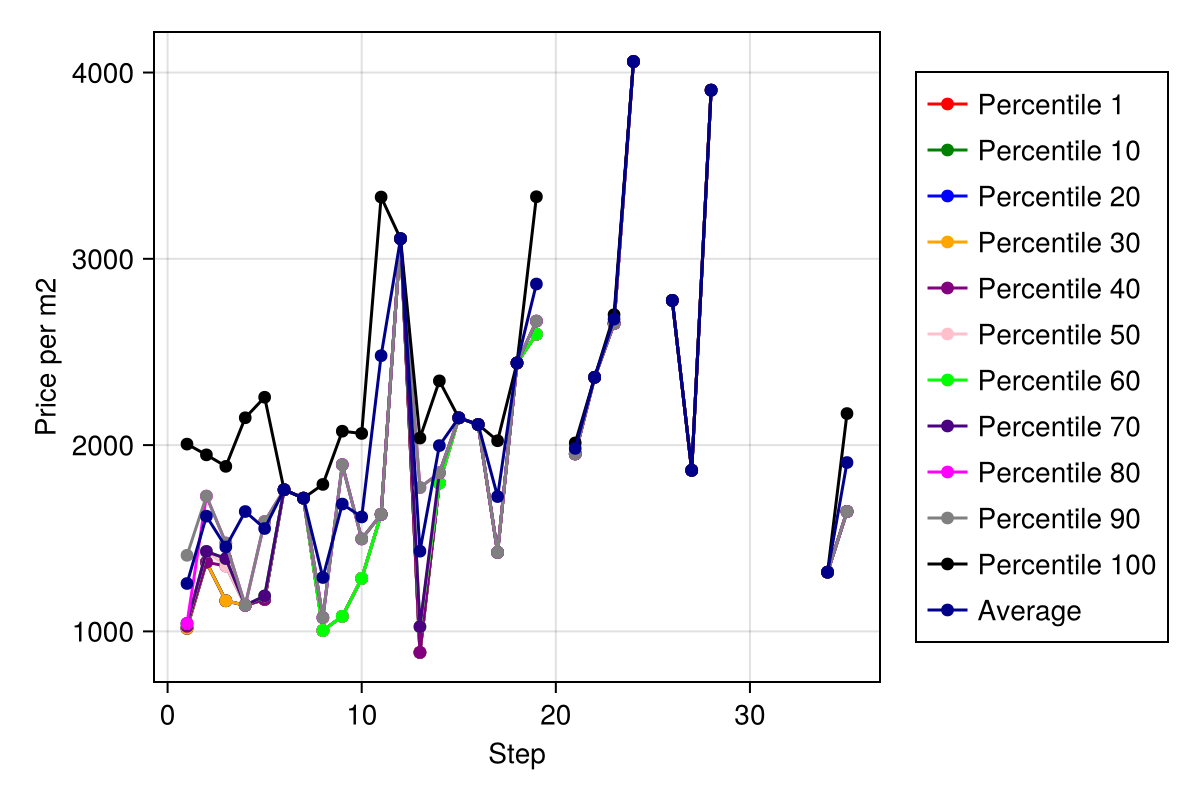 4000
3000
2000
1000
Price per m2
0 10 20 30
Step
Percentile 1
Percentile 10
Percentile 20
Percentile 30
Percentile 40
Percentile 50
Percentile 60
Percentile 70
Percentile 80
Percentile 90
Percentile 100
Average